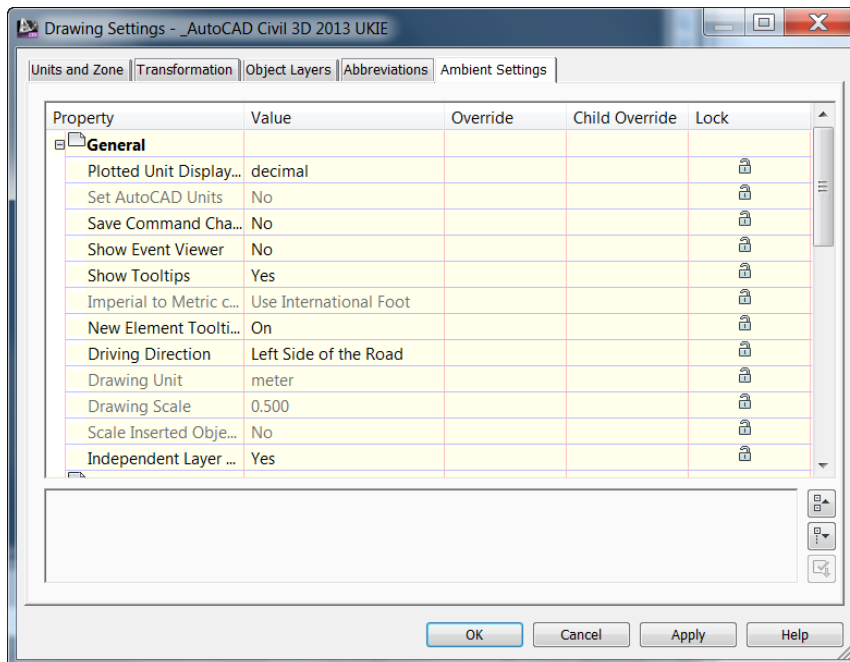 Drawing Settings - _AutoCAD Civil 3D 2013 UKIE
Units and Zone Transformation Object Layers Abbreviations Ambient Settings
Property Value Override Child Override Lock
General
Plotted Unit Display... decimal
Set AutoCAD Units No
Save Command Cha... No
Show Event Viewer No
Show Tooltips Yes
Imperial to Metric c... Use International Foot
New Element Toolti... On
Driving Direction Left Side of the Road
Drawing Unit meter
Drawing Scale 0.500
Scale Inserted Obje... No
Independent Layer ... Yes
OK Cancel Apply Help